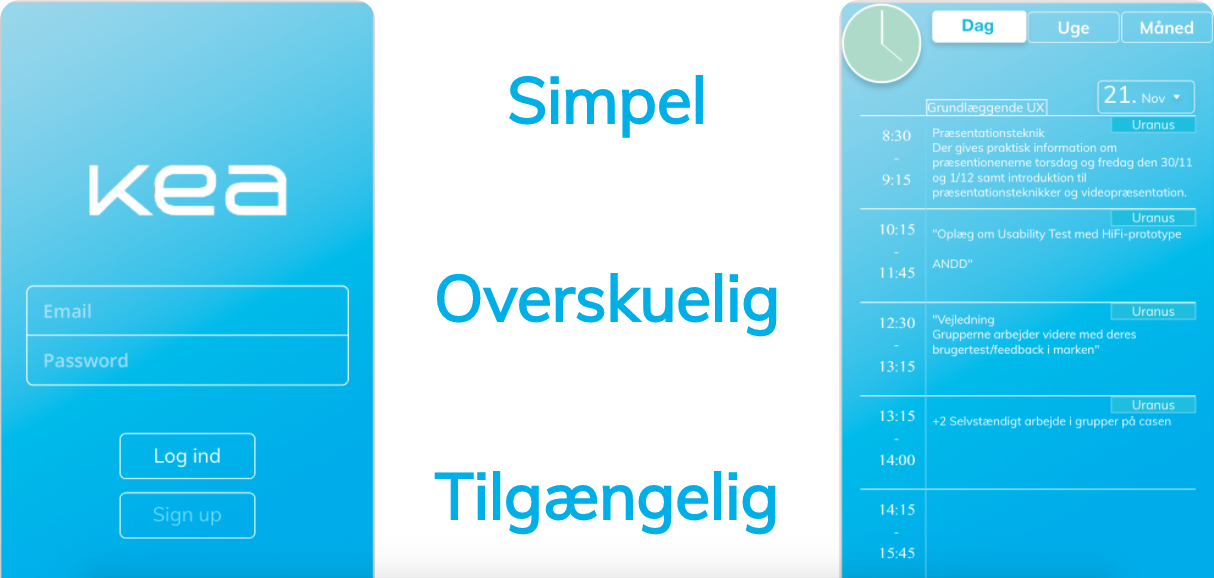 kea
Email
Password
Log ind
Sign up
Simpel
Overskuelig
Tilgængelig
Dag
Uge
Måned
21. Nov
Grundlæggende UX
8:30
-
9:15
Uranus
Præsentationsteknik
Der gives praktisk information om
præsentionenerne torsdag og fredag den 30/11
og 1/12 samt introduktion til
præsentationsteknikker og videopræsentation.
10:15
-
11:45
Uranus
"Oplæg om Usability Test med HiFi-prototype
ANDD"
12:30
-
13:15
Uranus
"Vejledning
Grupperne arbejder videre med deres
brugertest/feedback i marken"
13:15
-
14:00
Uranus
+2 Selvstændigt arbejde i grupper på casen
14:15
-
15:45